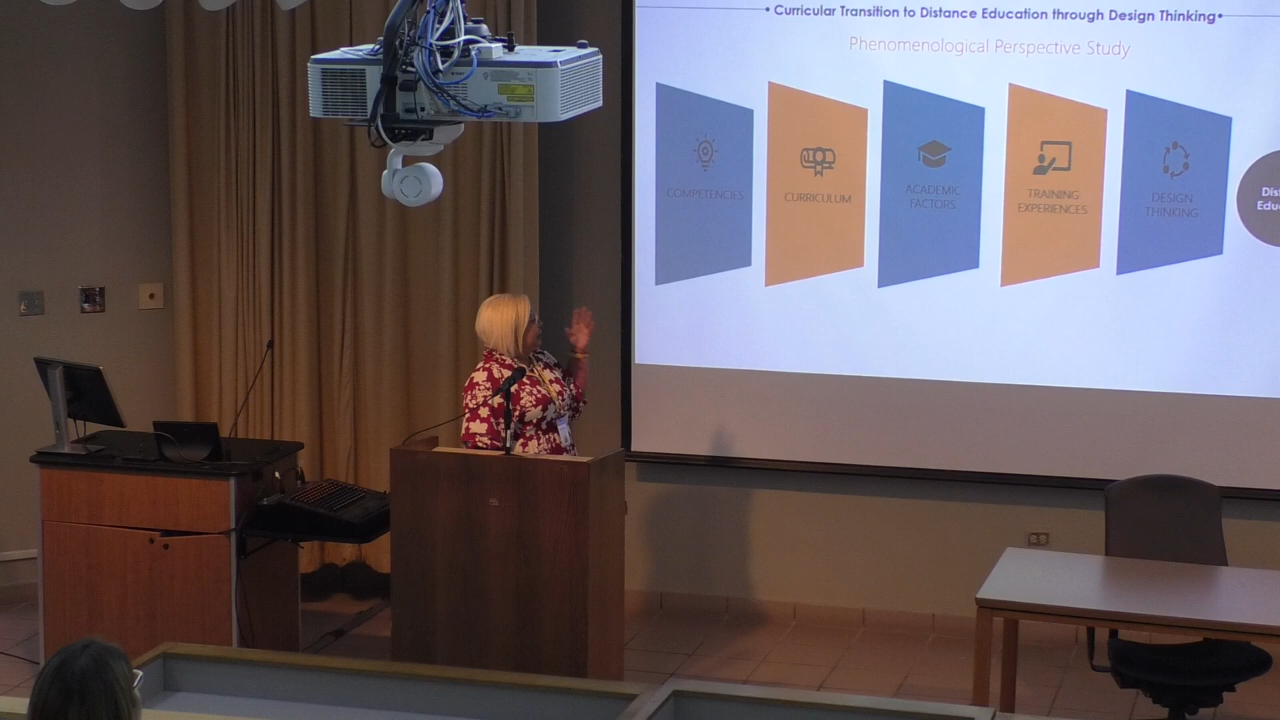 • Curricular Transition to Distance Education through Design Thinking •
Phenomenological Perspective Study
COMPETENCIES
CURRICULUM
ACADEMIC
FACTORS
TRAINING
EXPERIENCES
DESIGN
THINKING